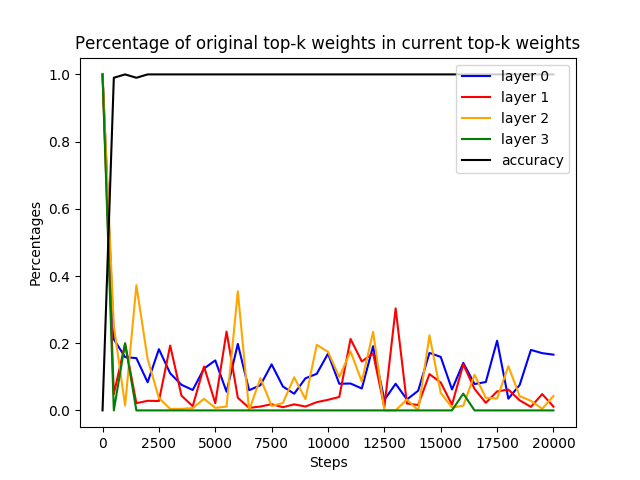 Percentage of original top-k weights in current top-k weights
1.0
0.8
0.6
0.4
0.2
0.0
Percentages
layer 0
layer 1
layer 2
layer 3
accuracy
0 2500 5000 7500 10000 12500 15000 17500 20000
Steps